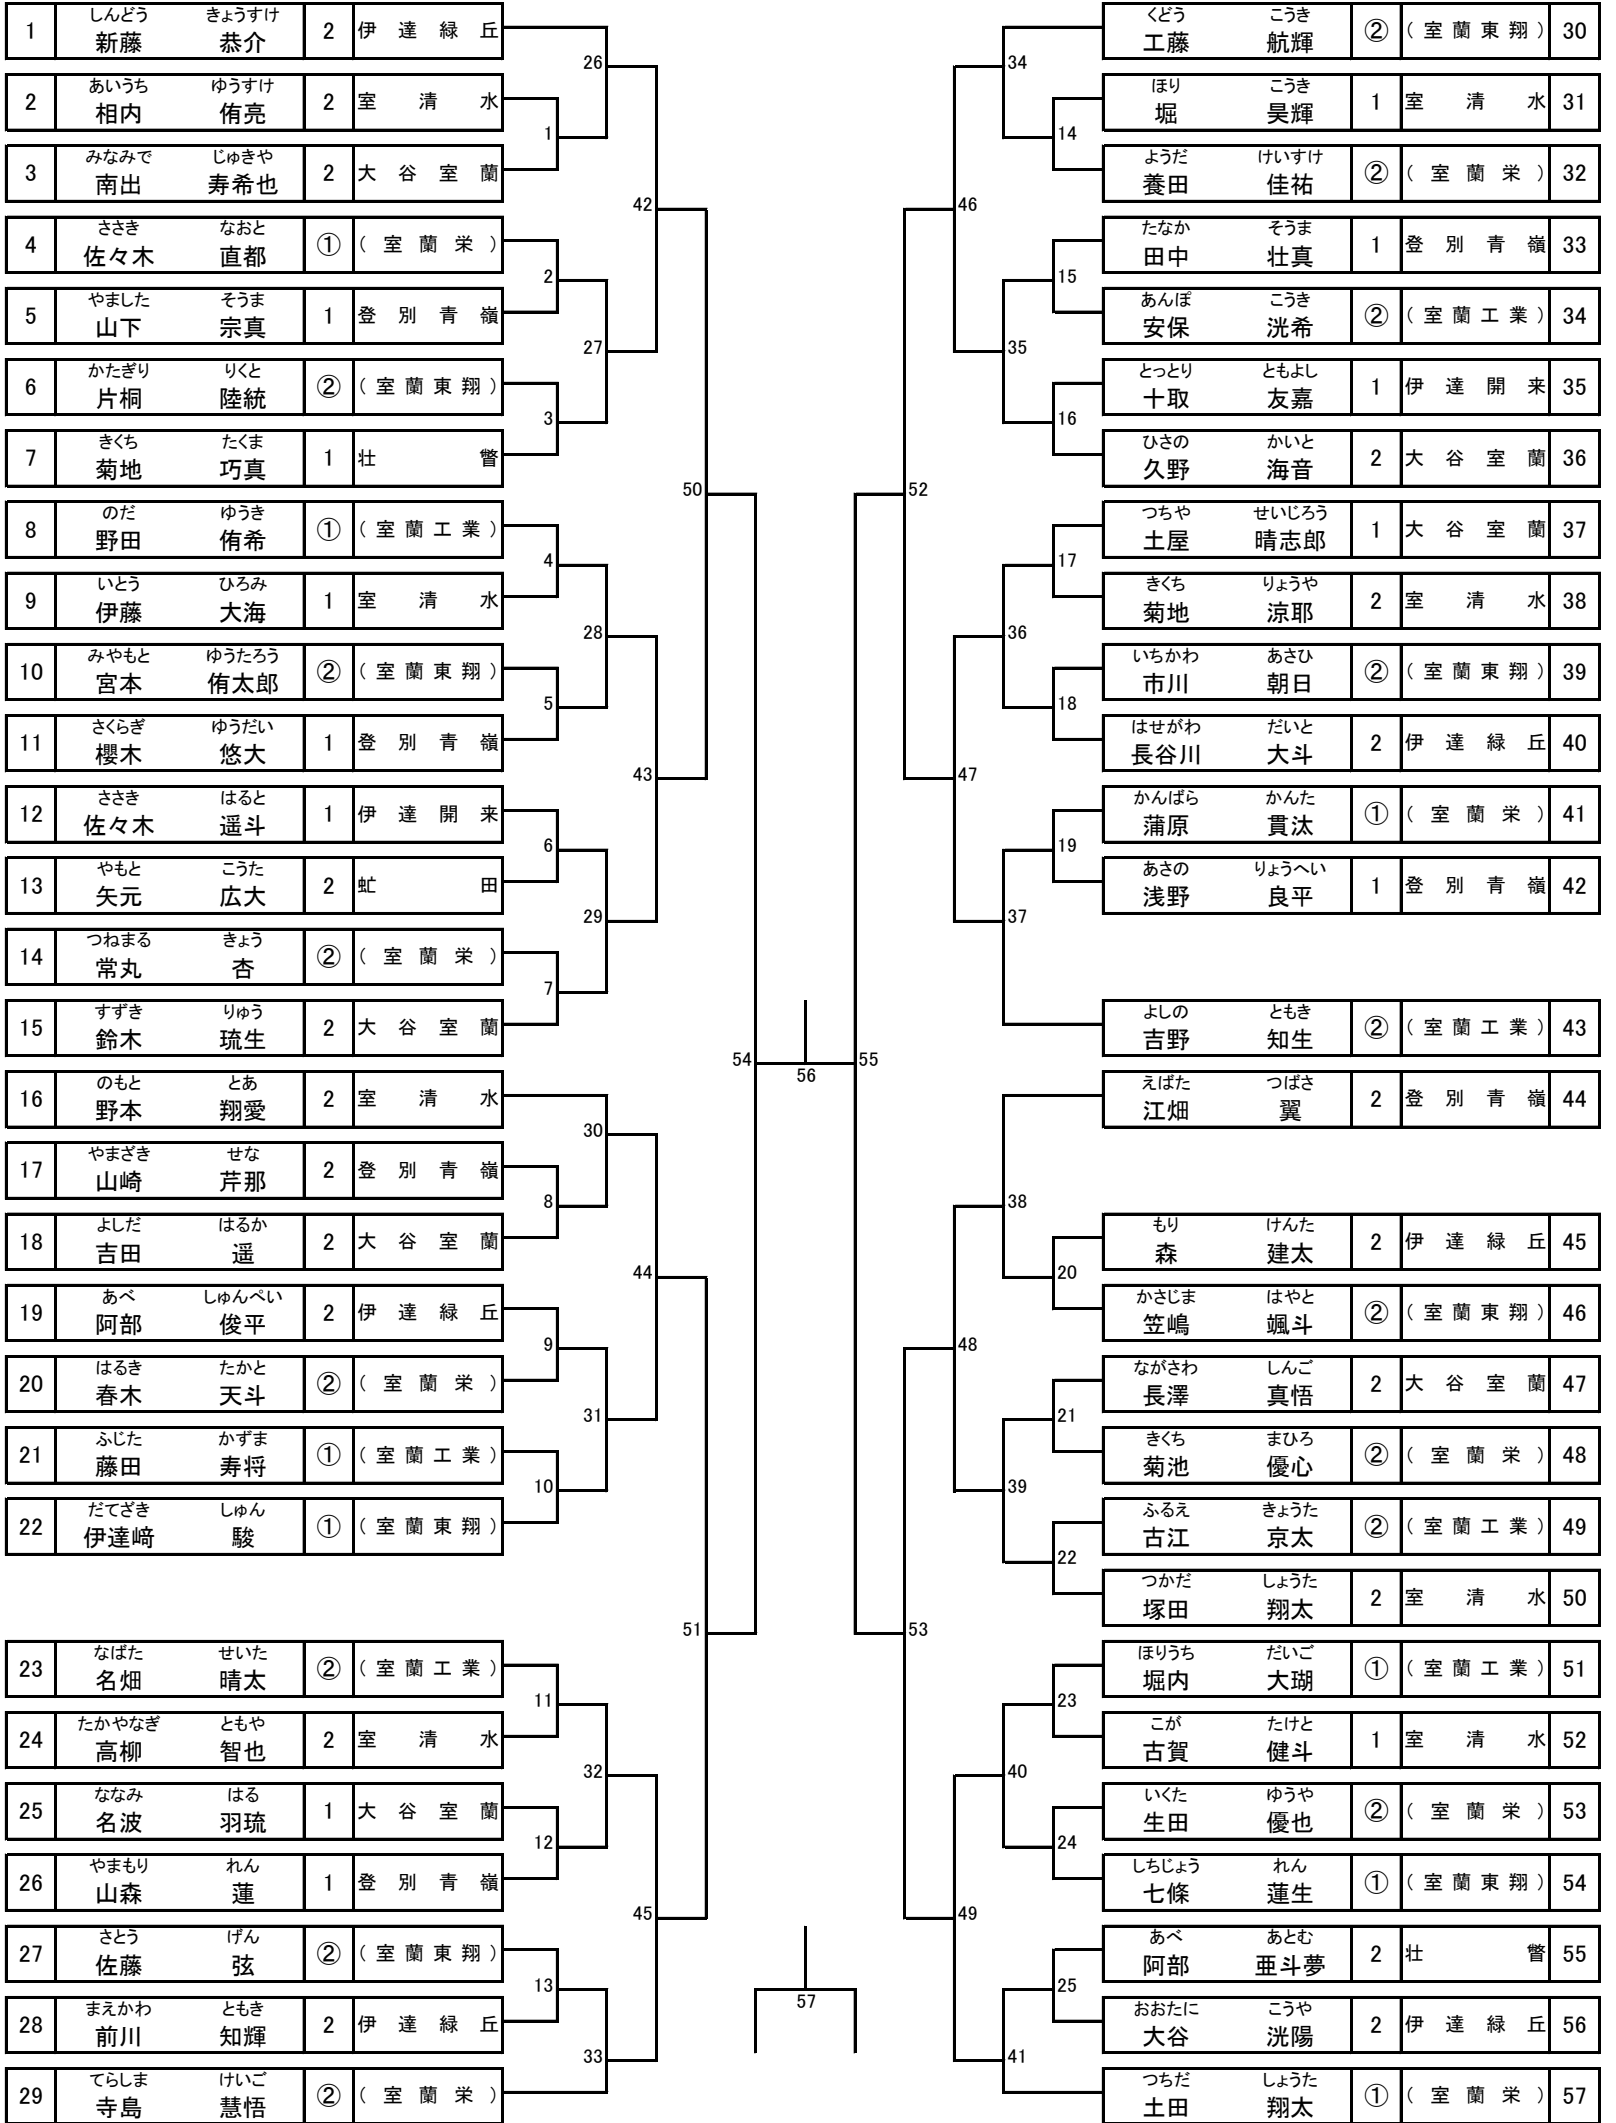 しんどう きょうすけ
1 新藤 恭介 2 伊達緑丘
あいうち ゆうすけ
2 相内 侑亮 2 室清水
みなみで じゅきや
3 南出 寿希也 2 大谷室蘭
ささき なおと
4 佐々木 直都 ① (室蘭栄)
やました そうま
5 山下 宗真 1 登別青嶺
かたぎり りくと
6 片桐 陸統 ② (室蘭東翔)
きくち たくま
7 菊地 巧真 1 壮瞥
のだ ゆうき
8 野田 侑希 ① (室蘭工業)
いとう ひろみ
9 伊藤 大海 1 室清水
みやもと ゆうたろう
10 宮本 侑太郎 ② (室蘭東翔)
さくらぎ ゆうだい
11 櫻木 悠大 1 登別青嶺
ささき はると
12 佐々木 遥斗 1 伊達開来
やもと こうた
13 矢元 広大 2 虻田
つねまる きょう
14 常丸 杏 ② (室蘭栄)
すずき りゅう
15 鈴木 琉生 2 大谷室蘭
のもと とあ
16 野本 翔愛 2 室清水
やまざき せな
17 山崎 芹那 2 登別青嶺
よしだ はるか
18 吉田 遥 2 大谷室蘭
あべ しゅんぺい
19 阿部 俊平 2 伊達緑丘
はるき たかと
20 春木 天斗 ② (室蘭栄)
ふじた かずま
21 藤田 寿将 ① (室蘭工業)
だてざき しゅん
22 伊達﨑 駿 ① (室蘭東翔)
なばた せいた
23 名畑 晴太 ② (室蘭工業)
たかやなぎ ともや
24 高柳 智也 2 室清水
ななみ はる
25 名波 羽琉 1 大谷室蘭
やまもり れん
26 山森 蓮 1 登別青嶺
さとう げん
27 佐藤 弦 ② (室蘭東翔)
まえかわ ともき
28 前川 知輝 2 伊達緑丘
てらしま けいご
29 寺島 慧悟 ② (室蘭栄)
1
2
3
4
5
6
7
8
9
10
11
12
13
26
27
28
29
30
31
32
33
42
43
44
45
50
51
54
56
57
55
52
53
46
47
48
49
34
35
36
37
38
39
40
41
14
15
16
17
18
19
20
21
22
23
24
25
くどう こうき
工藤 航輝 ② (室蘭東翔) 30
ほり こうき
堀 昊輝 1 室清水 31
ようだ けいすけ
養田 佳祐 ② (室蘭栄) 32
たなか そうま
田中 壮真 1 登別青嶺 33
あんぽ こうき
安保 洸希 ② (室蘭工業) 34
とっとり ともよし
十取 友嘉 1 伊達開来 35
ひさの かいと
久野 海音 2 大谷室蘭 36
つちや せいじろう
土屋 晴志郎 1 大谷室蘭 37
きくち りょうや
菊地 涼耶 2 室清水 38
いちかわ あさひ
市川 朝日 ② (室蘭東翔) 39
はせがわ だいと
長谷川 大斗 2 伊達緑丘 40
かんばら かんた
蒲原 貫汰 ① (室蘭栄) 41
あさの りょうへい
浅野 良平 1 登別青嶺 42
よしの ともき
吉野 知生 ② (室蘭工業) 43
えばた つばさ
江畑 翼 2 登別青嶺 44
もり けんた
森 建太 2 伊達緑丘 45
かさじま はやと
笠嶋 颯斗 ② (室蘭東翔) 46
ながさわ しんご
長澤 真悟 2 大谷室蘭 47
きくち まひろ
菊池 優心 ② (室蘭栄) 48
ふるえ きょうた
古江 京太 ② (室蘭工業) 49
つかだ しょうた
塚田 翔太 2 室清水 50
ほりうち だいご
堀内 大瑚 ① (室蘭工業) 51
こが たけと
古賀 健斗 1 室清水 52
いくた ゆうや
生田 優也 ② (室蘭栄) 53
しちじょう れん
七條 蓮生 ① (室蘭東翔) 54
あべ あとむ
阿部 亜斗夢 2 壮瞥 55
おおたに こうや
大谷 洸陽 2 伊達緑丘 56
つちだ しょうた
土田 翔太 ① (室蘭栄) 57